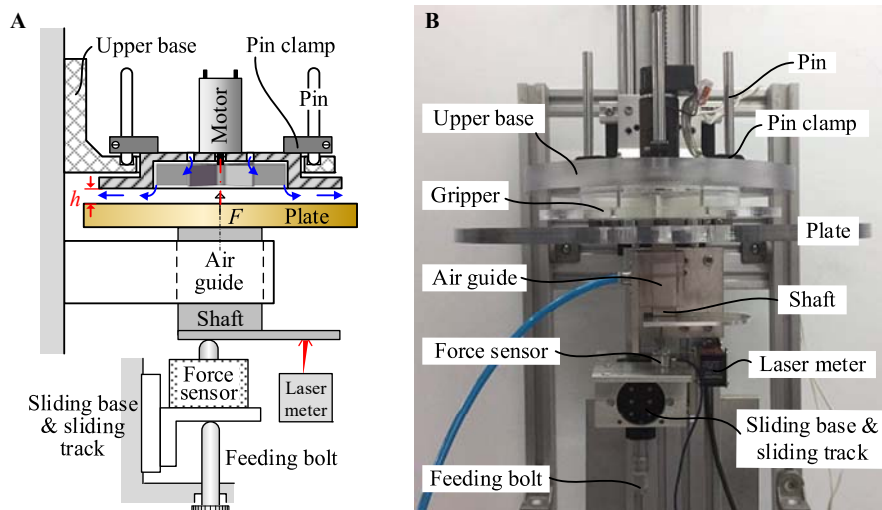 A
Upper base
Pin clamp
Pin
Motor
h
F
Plate
Air
guide
Shaft
Force
sensor
Laser
meter
Sliding base
& sliding
track
Feeding bolt
B
Pin
Upper base
Pin clamp
Gripper
Plate
Air guide
Shaft
Force sensor
Laser meter
Sliding base &
sliding track
Feeding bolt